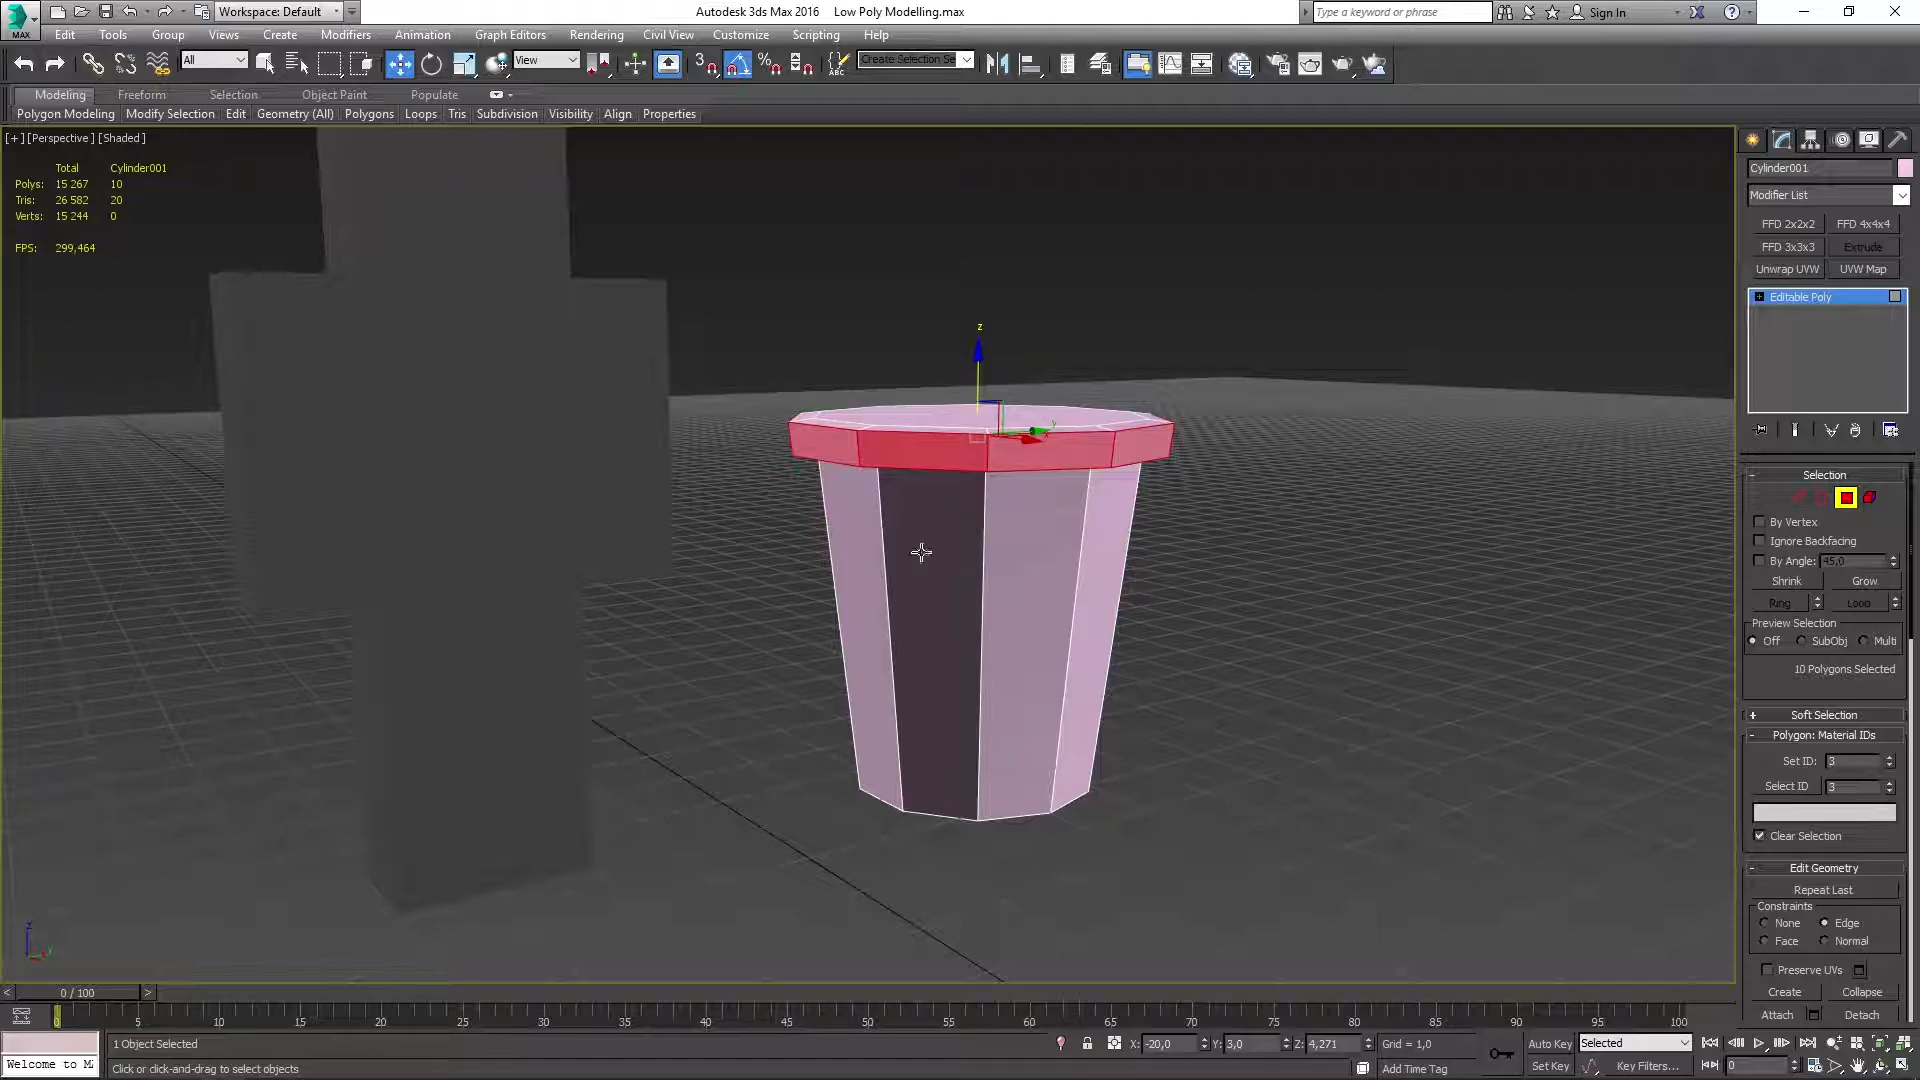 Workspace: Default
Autodesk 3ds Max 2016 Low Poly Modelling.max
Type a keyword or phrase
Sign In
MAX
Edit Tools Group Views Create Modifiers Animation Graph Editors Rendering Civil View Customize Scripting Help
All
View
3
ABC
Create Selection Se
Modeling Freeform Selection Object Paint Populate
Polygon Modeling Modify Selection Edit Geometry (All) Polygons Loops Tris Subdivision Visibility Align Properties
[+] [Perspective] [Shaded]
Total Cylinder001
Polys: 15 267 10
Tris: 26 582 20
Verts: 15 244 0
FPS: 299,464
z
y
x
Cylinder001
Modifier List
FFD 2x2x2 FFD 4x4x4
FFD 3x3x3 Extrude
Unwrap UVW UVW Map
Editable Poly
Selection
By Vertex
Ignore Backfacing
By Angle: 45,0
Shrink Grow
Ring Loop
Preview Selection
Off SubObj Multi
10 Polygons Selected
Soft Selection
Polygon: Material IDs
Set ID: 3
Select ID 3
Clear Selection
Edit Geometry
Repeat Last
Constraints
None Edge
Face Normal
Preserve UVs
Create Collapse
Attach Detach
z
y
0 / 100
0 5 10 15 20 25 30 35 40 45 50 55 60 65 70 75 80 85 90 95 100
1 Object Selected
X: -20,0 Y: 3,0 Z: 4,271
Grid = 1,0
Auto Key Selected
Welcome to M
Click or click-and-drag to select objects
Add Time Tag
Set Key Key Filters...
0